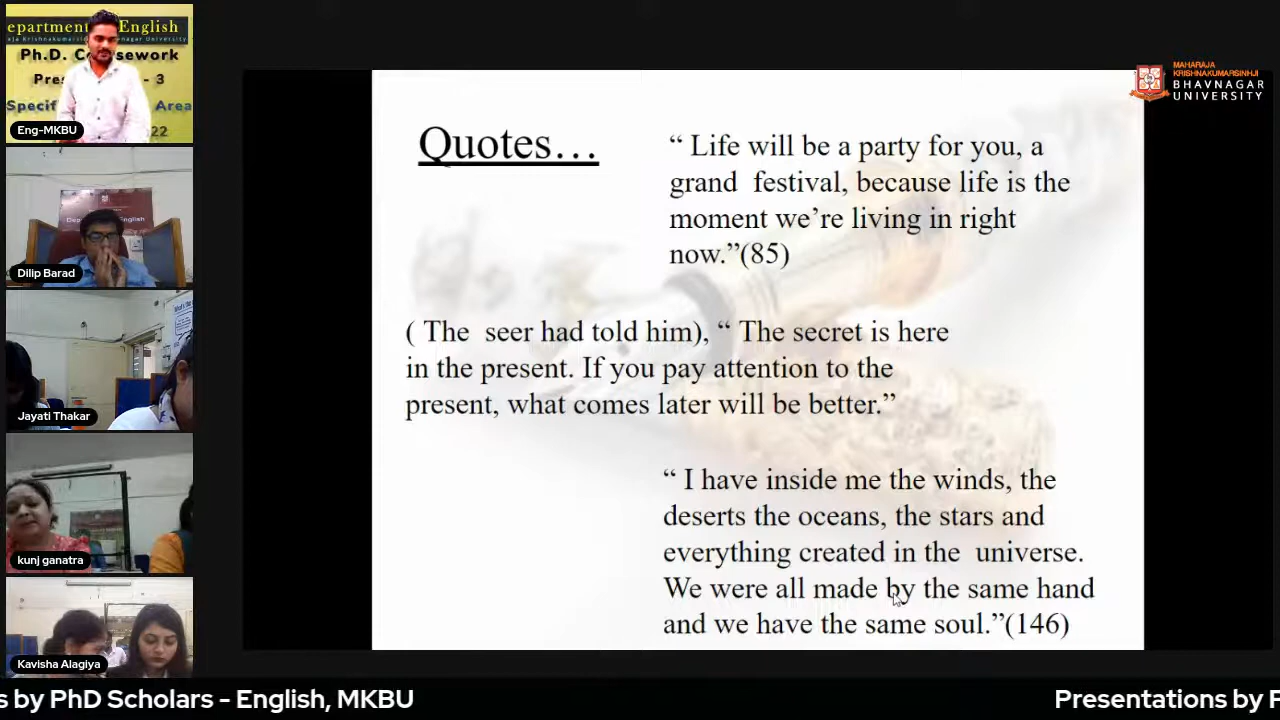 epartment English
Ph.D. C sework
Pres - 3
Specif Area
22
Eng-MKBU
Dilip Barad
Jayati Thakar
kunj ganatra
Kavisha Alagiya
MAHARAJA
KRISHNAKUMARSINHJI
BHAVNAGAR
UNIVERSITY
Quotes…
“ Life will be a party for you, a
grand festival, because life is the
moment we’re living in right
now.”(85)
( The seer had told him), “ The secret is here
in the present. If you pay attention to the
present, what comes later will be better.”
“ I have inside me the winds, the
deserts the oceans, the stars and
everything created in the universe.
We were all made by the same hand
and we have the same soul.”(146)
s by PhD Scholars - English, MKBU
Presentations by P